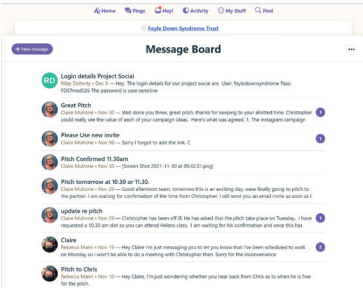 Home Pings Hey! Activity My Stuff Find
Foyle Down Syndrome Trust
+ New message
Message Board
RD
Login details Project Social
Riley Doherty • Dec 9 — Hey The login details for our project social are User: foyledownsyndrome Pass:
The password is case sensitive
Great Pitch
Claire Mulrone • Nov 30 — Well done you three, great pitch. thanks for keeping to your allotted time. Christopher
could really see the value of each of your campaign ideas. Here's what was agreed. 1. The instagram campaign
1
Please Use new invite
Claire Mulrone • Nov 30 — Sorry I forgot to add the link. C
1
Pitch Confirmed 11.30am
Claire Mulrone • Nov 30 — [Screen Shot 2021-11-30 at 09.42.51.png]
Pitch tomorrow at 10.30 or 11.30.
Claire Mulrone • Nov 29 — Good afternoon team, tomorrow this is an exciting day, were finally going to pitch to
the partner. I am waiting for confirmation of the time from Christopher. I will send you an email invite as soon as I
update re pitch
Claire Mulrone • Nov 29 — Christopher has been off ill. He has asked that the pitch take place on Tuesday. I have
requested a 10.30 am slot so you can attend Helens class. I am waiting for his confirmation and once this has
1
Claire
Rebecca Mann • Nov 19 — Hey Claire I'm just messaging you to let you know that I've been scheduled to work
on Monday so I won't be able to do a meeting with Christopher then. Sorry for the inconvenience
2
Pitch to Chris
Rebecca Mann • Nov 10 — Hey Claire, I'm just wondering whether you hear back from Chris as to when he is free
for the pitch.